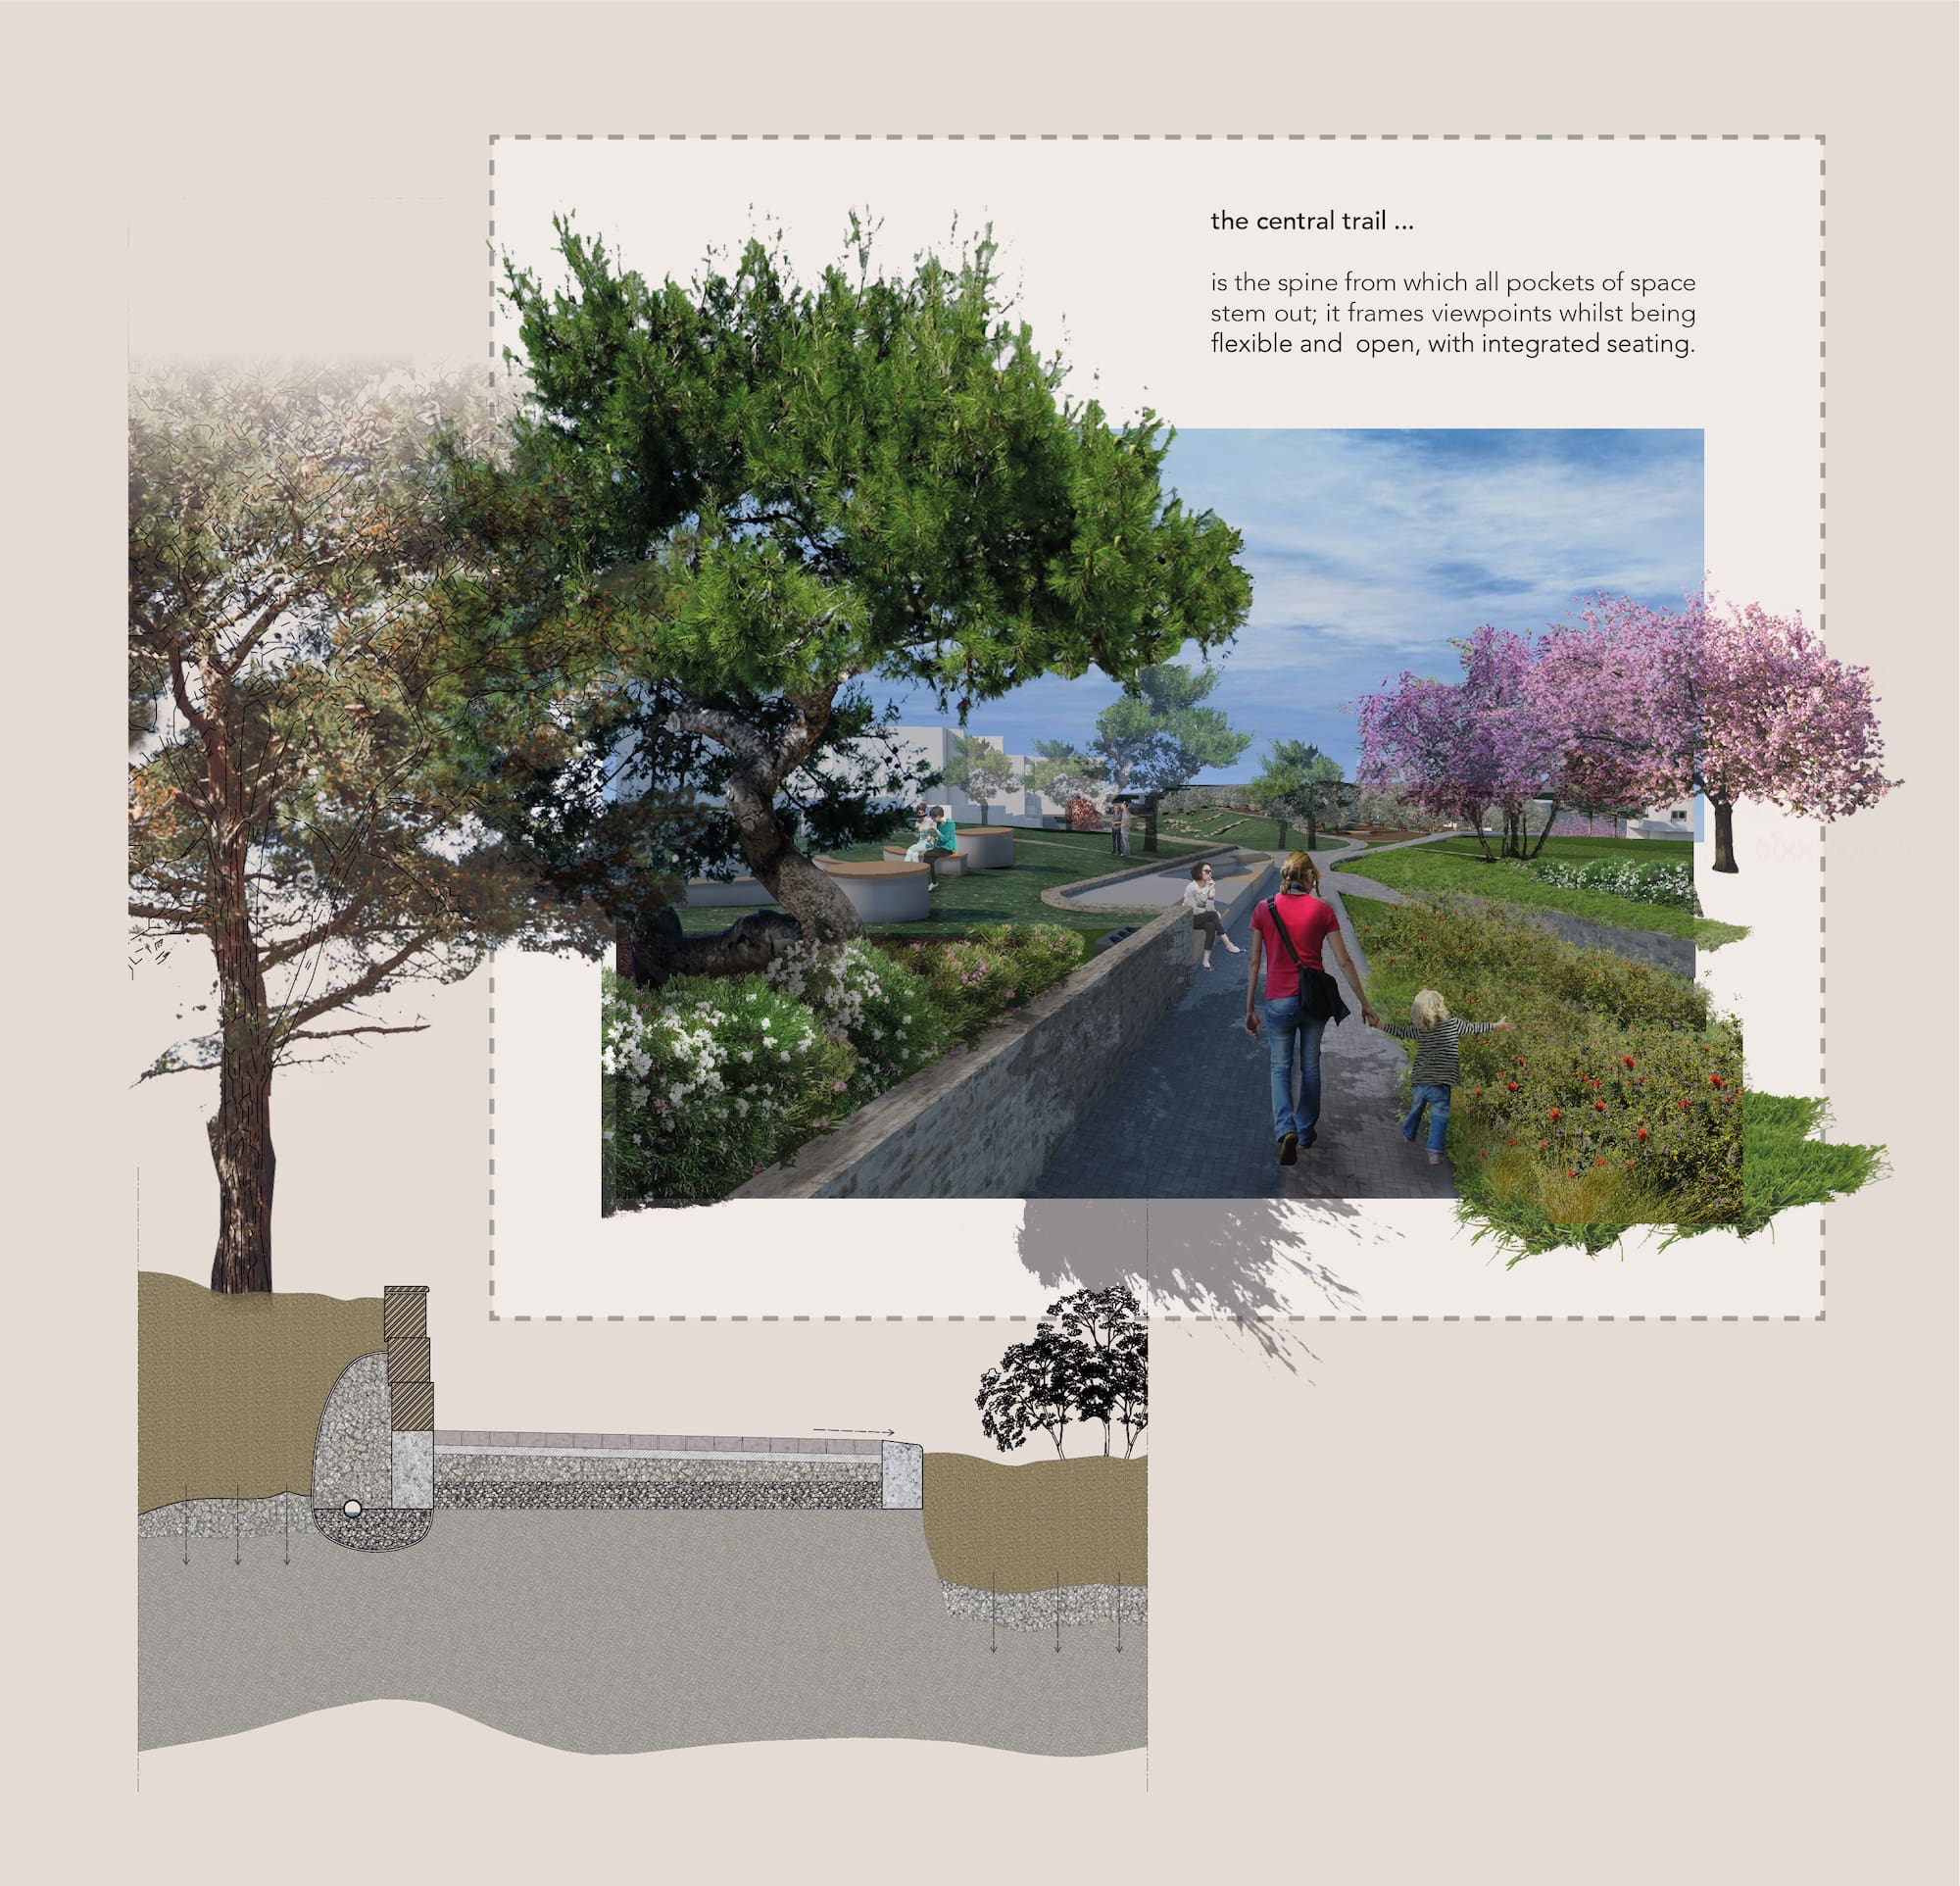 the central trail ...
is the spine from which all pockets of space
stem out; it frames viewpoints whilst being
flexible and  open, with integrated seating.